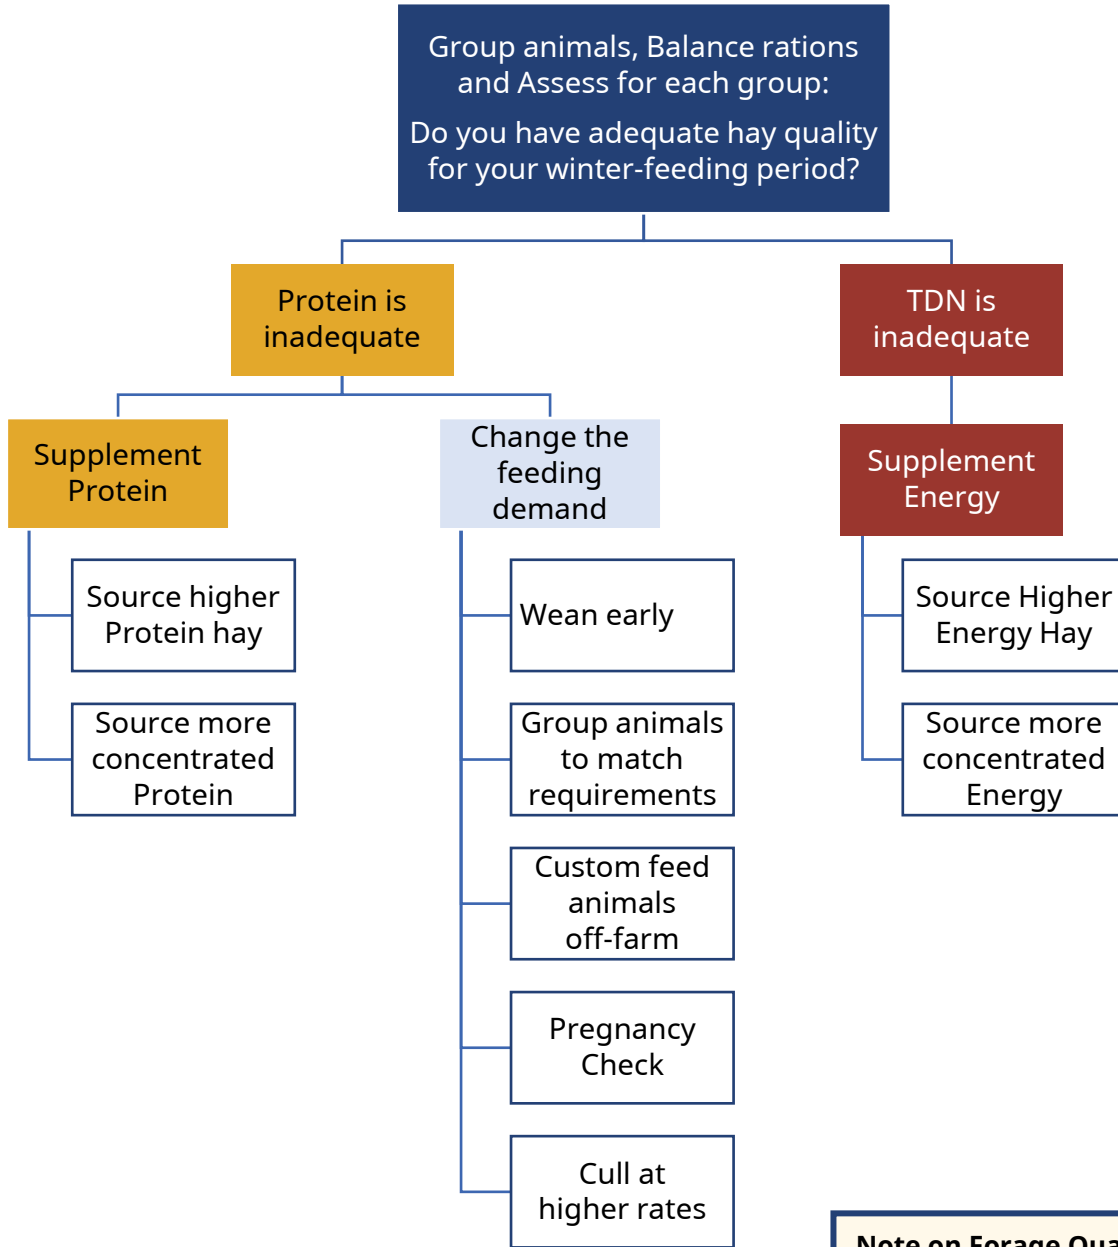 Group animals, Balance rations
and Assess for each group:
Do you have adequate hay quality
for your winter-feeding period?
Protein is
inadequate
TDN is
inadequate
Supplement
Protein
Change the
feeding
demand
Supplement
Energy
Source higher
Protein hay
Source more
concentrated
Protein
Wean early
Group animals
to match
requirements
Custom feed
animals
off-farm
Pregnancy
Check
Cull at
higher rates
Source Higher
Energy Hay
Source more
concentrated
Energy
Note on Forage